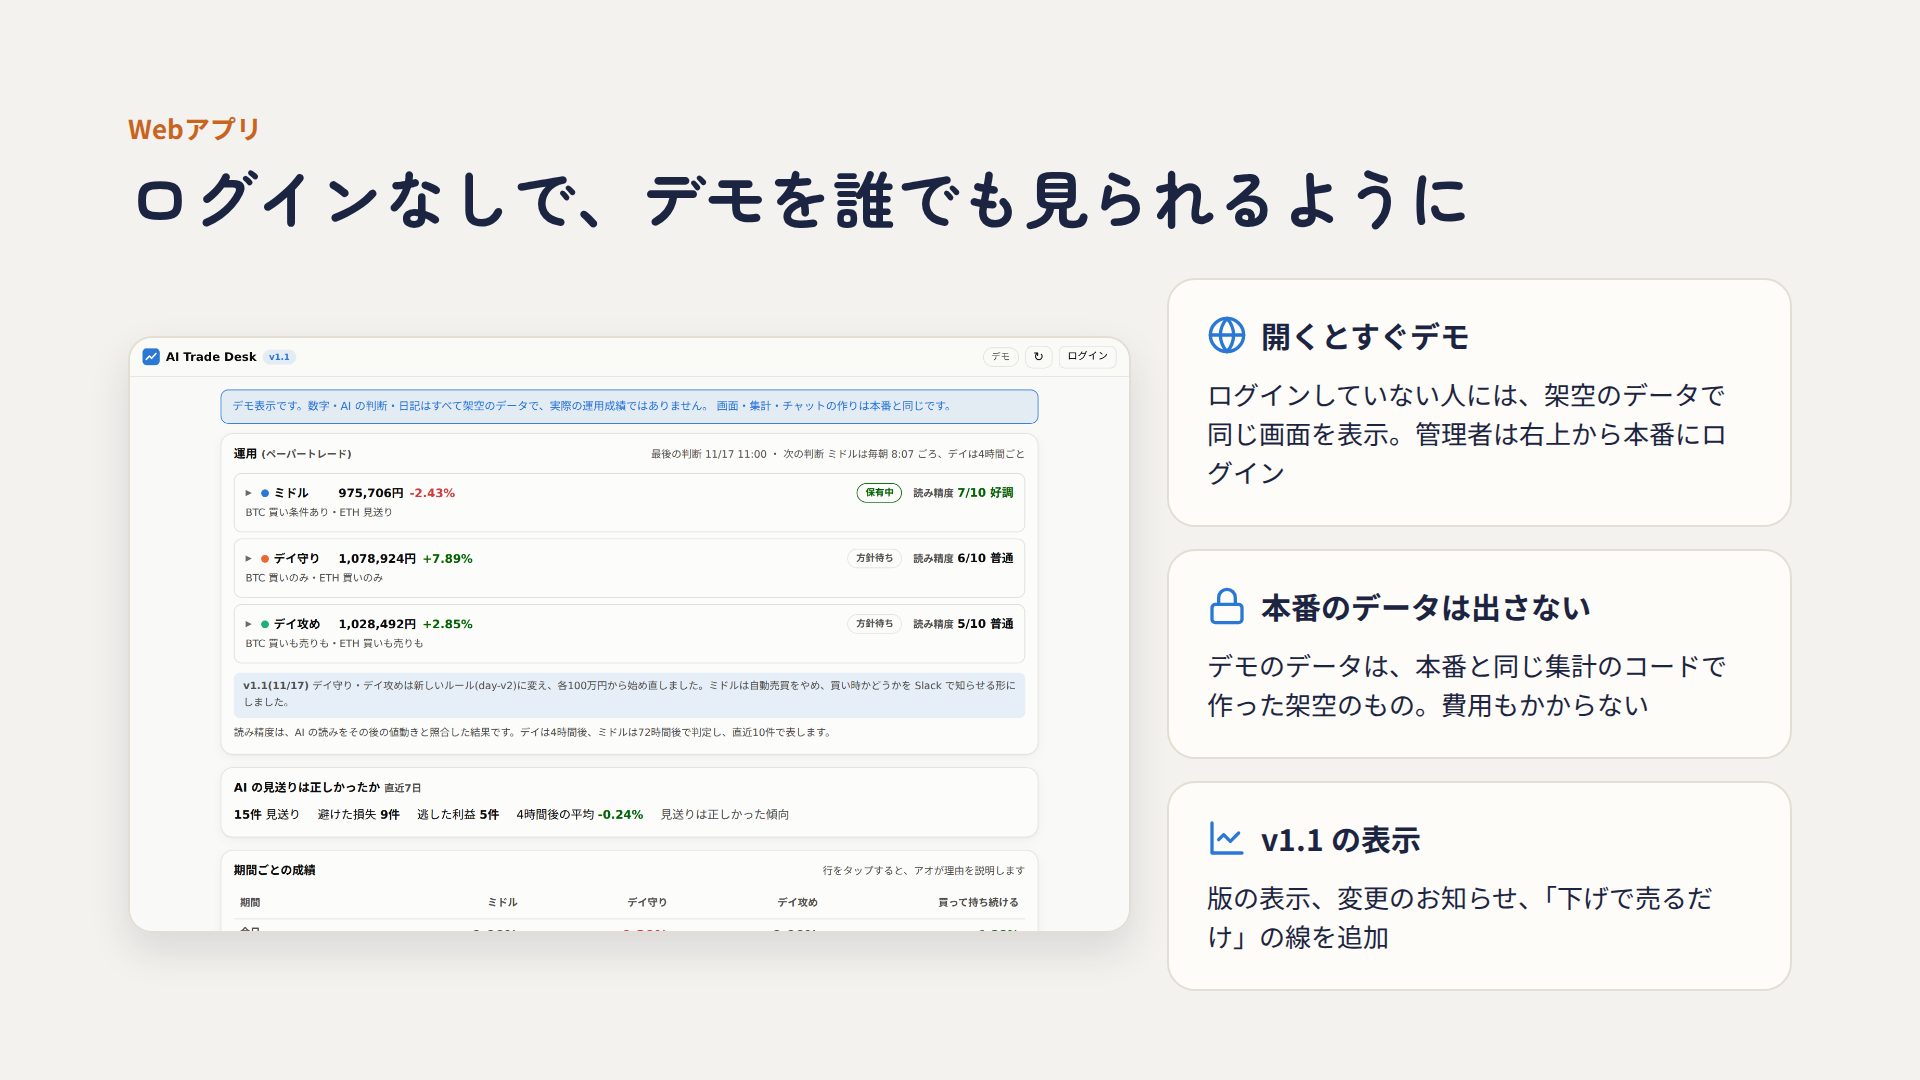 Webアプリ
ログインなしで、デモを誰でも見られるように
AI Trade Desk v1.1
デモ ↻ ログイン
デモ表示です。数字・AI の判断・日記はすべて架空のデータで、実際の運用成績ではありません。 画面・集計・チャットの作りは本番と同じです。
運用 (ペーパートレード) 最後の判断 11/17 11:00 ・ 次の判断 ミドルは毎朝 8:07 ごろ、デイは4時間ごと
▶ ● ミドル 975,706円 -2.43% 保有中 読み精度 7/10 好調
BTC 買い条件あり・ETH 見送り
▶ ● デイ守り 1,078,924円 +7.89% 方針待ち 読み精度 6/10 普通
BTC 買いのみ・ETH 買いのみ
▶ ● デイ攻め 1,028,492円 +2.85% 方針待ち 読み精度 5/10 普通
BTC 買いも売りも・ETH 買いも売りも
v1.1(11/17) デイ守り・デイ攻めは新しいルール(day-v2)に変え、各100万円から始め直しました。ミドルは自動売買をやめ、買い時かどうかを Slack で知らせる形に
しました。
読み精度は、AI の読みをその後の値動きと照合した結果です。デイは4時間後、ミドルは72時間後で判定し、直近10件で表します。
AI の見送りは正しかったか 直近7日
15件 見送り 避けた損失 9件 逃した利益 5件 4時間後の平均 -0.24% 見送りは正しかった傾向
期間ごとの成績 行をタップすると、アオが理由を説明します
期間 ミドル デイ守り デイ攻め 買って持ち続ける
開くとすぐデモ
ログインしていない人には、架空のデータで
同じ画面を表示。管理者は右上から本番にロ
グイン
本番のデータは出さない
デモのデータは、本番と同じ集計のコードで
作った架空のもの。費用もかからない
v1.1 の表示
版の表示、変更のお知らせ、「下げで売るだ
け」の線を追加